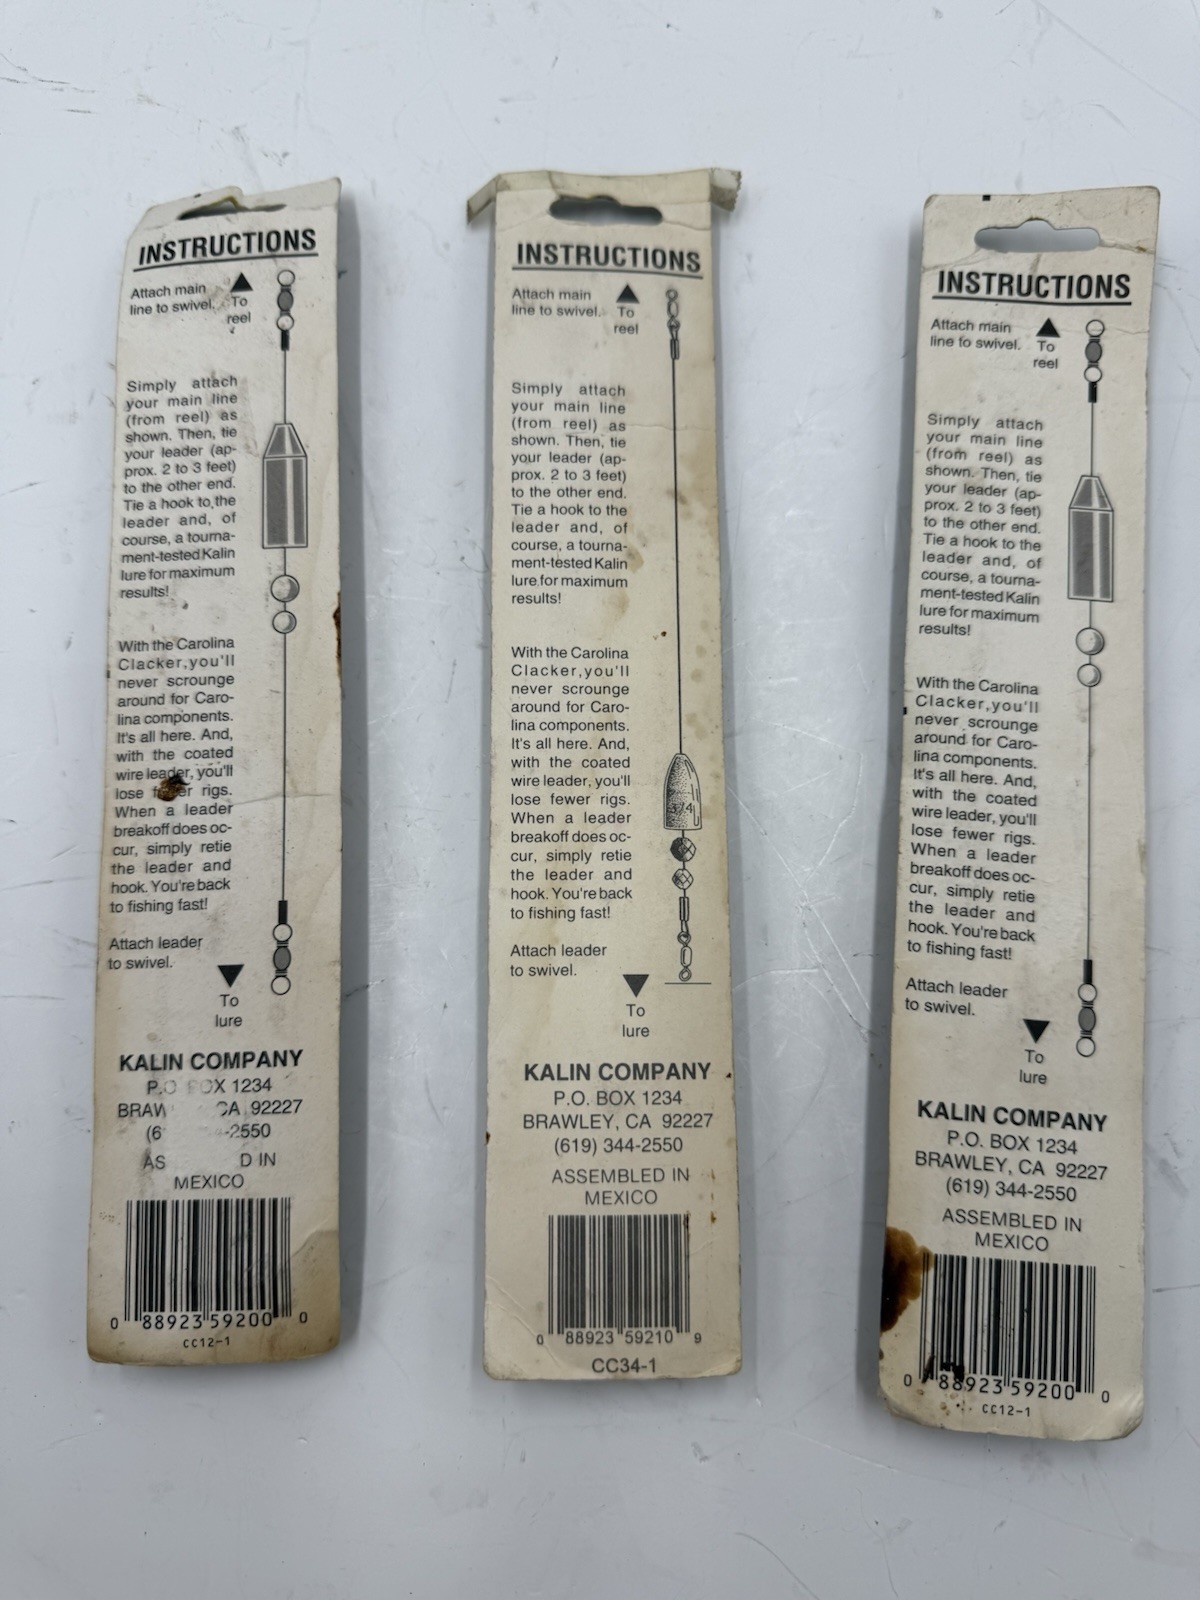 INSTRUCTIONS
Attach main
line to swivel.
To
reel
Simply attach
your main line
(from reel) as
shown. Then, tie
your leader (ap-
prox. 2 to 3 feet)
to the other end.
Tie a hook to the
leader and, of
course, a tourna-
ment-tested Kalin
lure for maximum
results!
With the Carolina
Clacker,you'll
never scrounge
around for Caro-
lina components.
It's all here. And,
with the coated
wire leader, you'll
lose rigs.
When a leader
breakoff does oc-
cur, simply retie
the leader and
hook. You're back
to fishing fast!
Attach leader
to swivel.
To
lure
KALIN COMPANY
P.O. BOX 1234
CA 92227
-2550
D IN
MEXICO
0 88923 59200 0
CC12-1
INSTRUCTIONS
Attach main
line to swivel.
To
reel
Simply attach
your main line
(from reel) as
shown. Then, tie
your leader (ap-
prox. 2 to 3 feet)
to the other end.
Tie a hook to the
leader and, of
course, a tourna-
ment-tested Kalin
lure for maximum
results!
With the Carolina
Clacker,you'll
never scrounge
around for Caro-
lina components.
It's all here. And,
with the coated
wire leader, you'll
lose fewer rigs.
When a leader
breakoff does oc-
cur, simply retie
the leader and
hook. You're back
to fishing fast!
3/4
Attach leader
to swivel.
To
lure
KALIN COMPANY
P.O. BOX 1234
BRAWLEY, CA 92227
(619) 344-2550
ASSEMBLED IN
MEXICO
0 88923 59210 9
CC34-1
INSTRUCTIONS
Attach main
line to swivel.
To
reel
Simply attach
your main line
(from reel) as
shown. Then, tie
your leader (ap-
prox. 2 to 3 feet)
to the other end.
Tie a hook to the
leader and, of
course, a tourna-
ment-tested Kalin
lure for maximum
results!
With the Carolina
Clacker,you'll
never scrounge
around for Caro-
lina components.
It's all here. And,
with the coated
wire leader, you'll
lose fewer rigs.
When a leader
breakoff does oc-
cur, simply retie
the leader and
hook. You're back
to fishing fast!
Attach leader
to swivel.
To
lure
KALIN COMPANY
P.O. BOX 1234
BRAWLEY, CA 92227
(619) 344-2550
ASSEMBLED IN
MEXICO
0 88923 59200 0
CC12-1